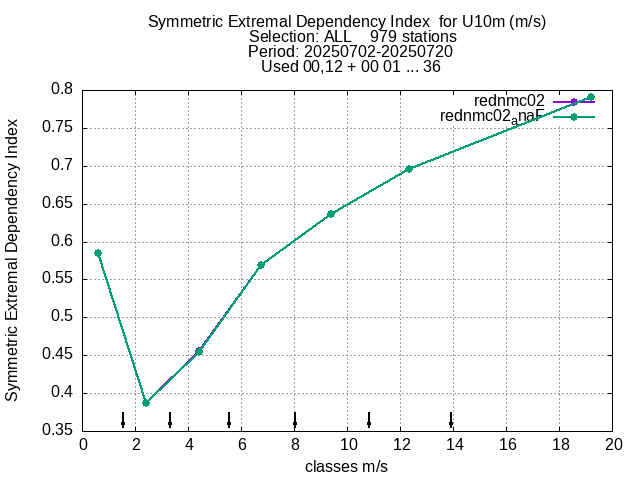 Symmetric Extremal Dependency Index  for U10m (m/s)
Selection: ALL    979 stations
Period: 20250702-20250720
Used 00,12 + 00 01 ... 36
rednmc02
rednmc02_anaF
Symmetric Extremal Dependency Index
0.8
0.75
0.7
0.65
0.6
0.55
0.5
0.45
0.4
0.35
0 2 4 6 8 10 12 14 16 18 20
classes m/s